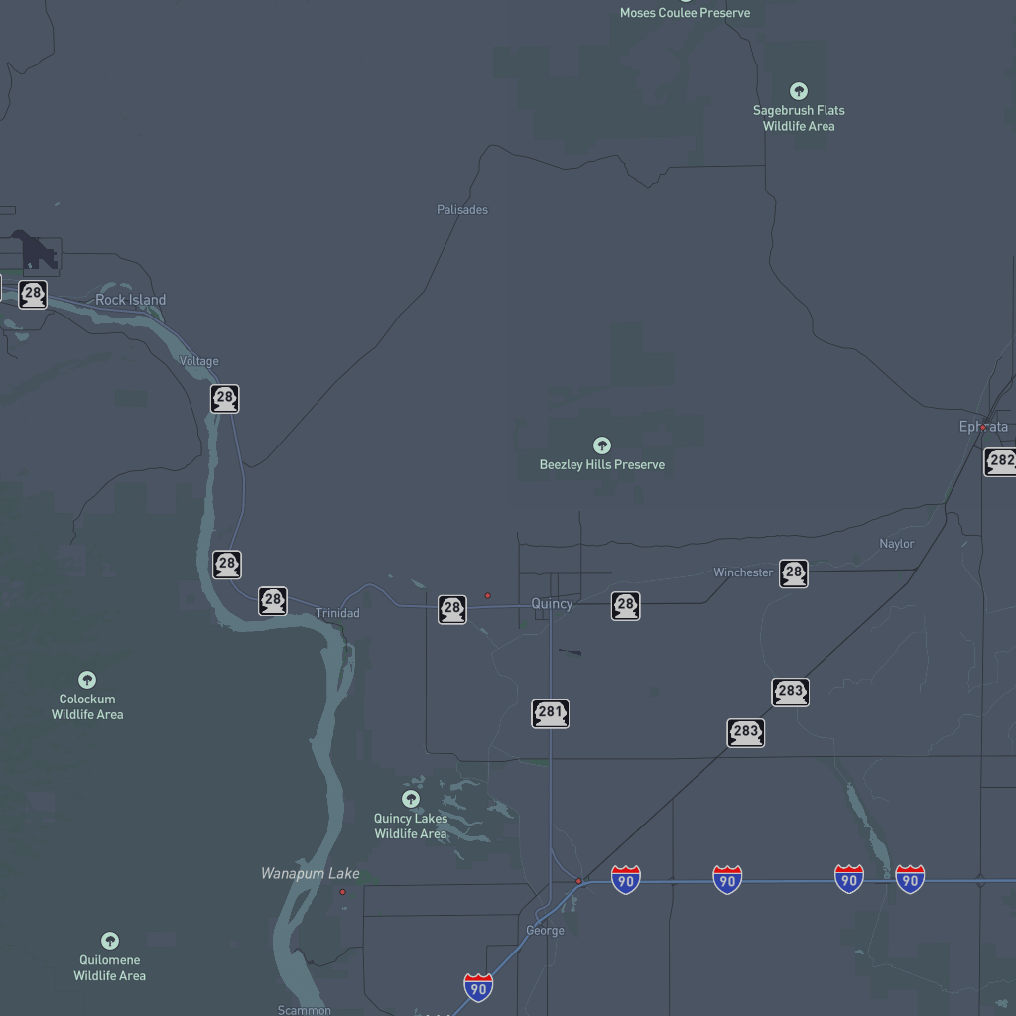 Moses Coulee Preserve
Sagebrush Flats
Wildlife Area
Palisades
28
Rock Island
Voltage
28
Ephrata
Beezley Hills Preserve
282
Naylor
28
Winchester
28
28
Trinidad
28
Quincy
28
Colockum
Wildlife Area
283
281
283
Quincy Lakes
Wildlife Area
Wanapum Lake
90
90
90
90
George
Quilomene
Wildlife Area
90
Scammon